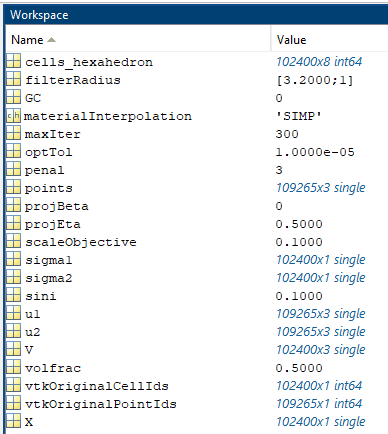 Workspace
Name Value
cells_hexahedron 102400x8 int64
filterRadius [3.2000;1]
GC 0
ch materialInterpolation 'SIMP'
maxIter 300
optTol 1.0000e-05
penal 3
points 109265x3 single
projBeta 0
projEta 0.5000
scaleObjective 0.1000
sigma1 102400x1 single
sigma2 102400x1 single
sini 0.1000
u1 109265x3 single
u2 109265x3 single
V 102400x3 single
volfrac 0.5000
vtkOriginalCellIds 102400x1 int64
vtkOriginalPointIds 109265x1 int64
X 102400x1 single